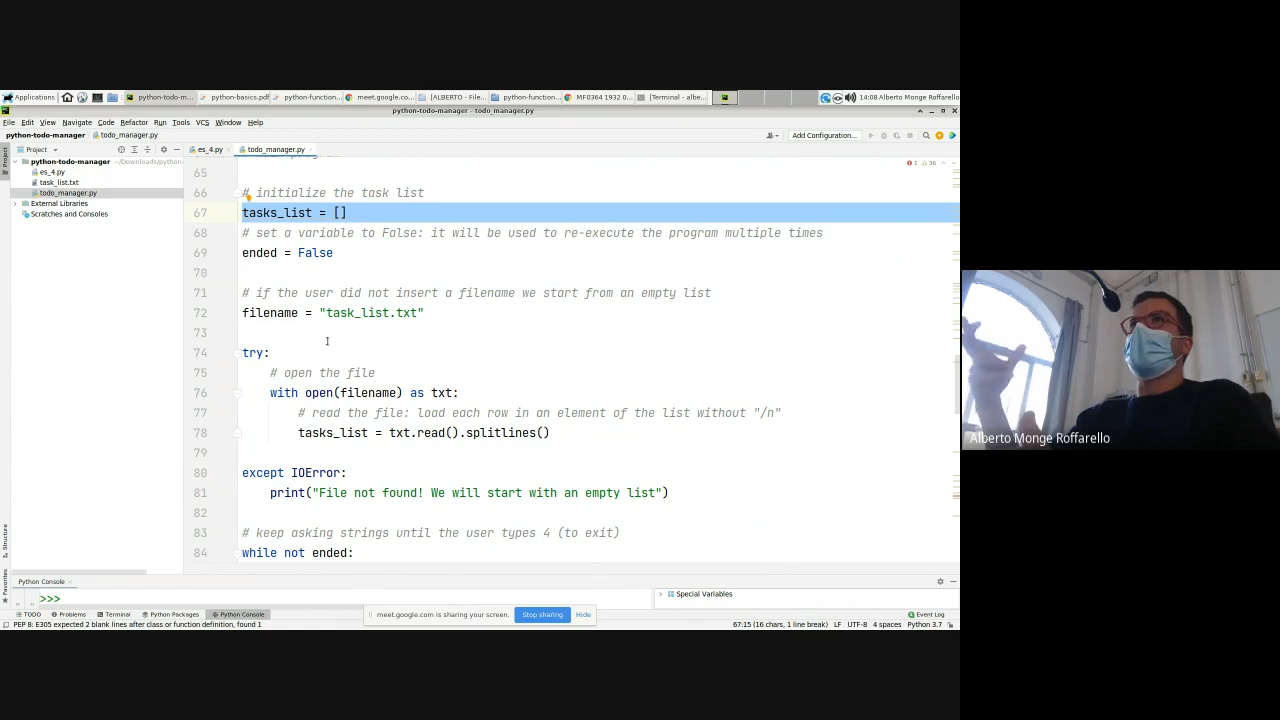 Applications python-todo-m... python-basics.pdf python-function... meet.google.co... [ALBERTO - File... python-function... MF0364 1932 0... [Terminal - albe... 14:08 Alberto Monge Roffarello
python-todo-manager - todo_manager.py
File Edit View Navigate Code Refactor Run Tools VCS Window Help
python-todo-manager todo_manager.py Add Configuration...
Project es_4.py todo_manager.py
Project
python-todo-manager ~/Downloads/python-
es_4.py
task_list.txt
todo_manager.py
External Libraries
Scratches and Consoles
1 36
65
66 # initialize the task list
67 tasks_list = []
68 # set a variable to False: it will be used to re-execute the program multiple times
69 ended = False
70
71 # if the user did not insert a filename we start from an empty list
72 filename = "task_list.txt"
73
74 try:
75 # open the file
76 with open(filename) as txt:
77 # read the file: load each row in an element of the list without "/n"
78 tasks_list = txt.read().splitlines()
79
80 except IOError:
81 print("File not found! We will start with an empty list")
82
83 # keep asking strings until the user types 4 (to exit)
84 while not ended:
Structure
Favorites
Python Console
>>> Special Variables
TODO Problems Terminal Python Packages Python Console Event Log
meet.google.com is sharing your screen. Stop sharing Hide
PEP 8: E305 expected 2 blank lines after class or function definition, found 1 67:15 (16 chars, 1 line break) LF UTF-8 4 spaces Python 3.7
Alberto Monge Roffarello